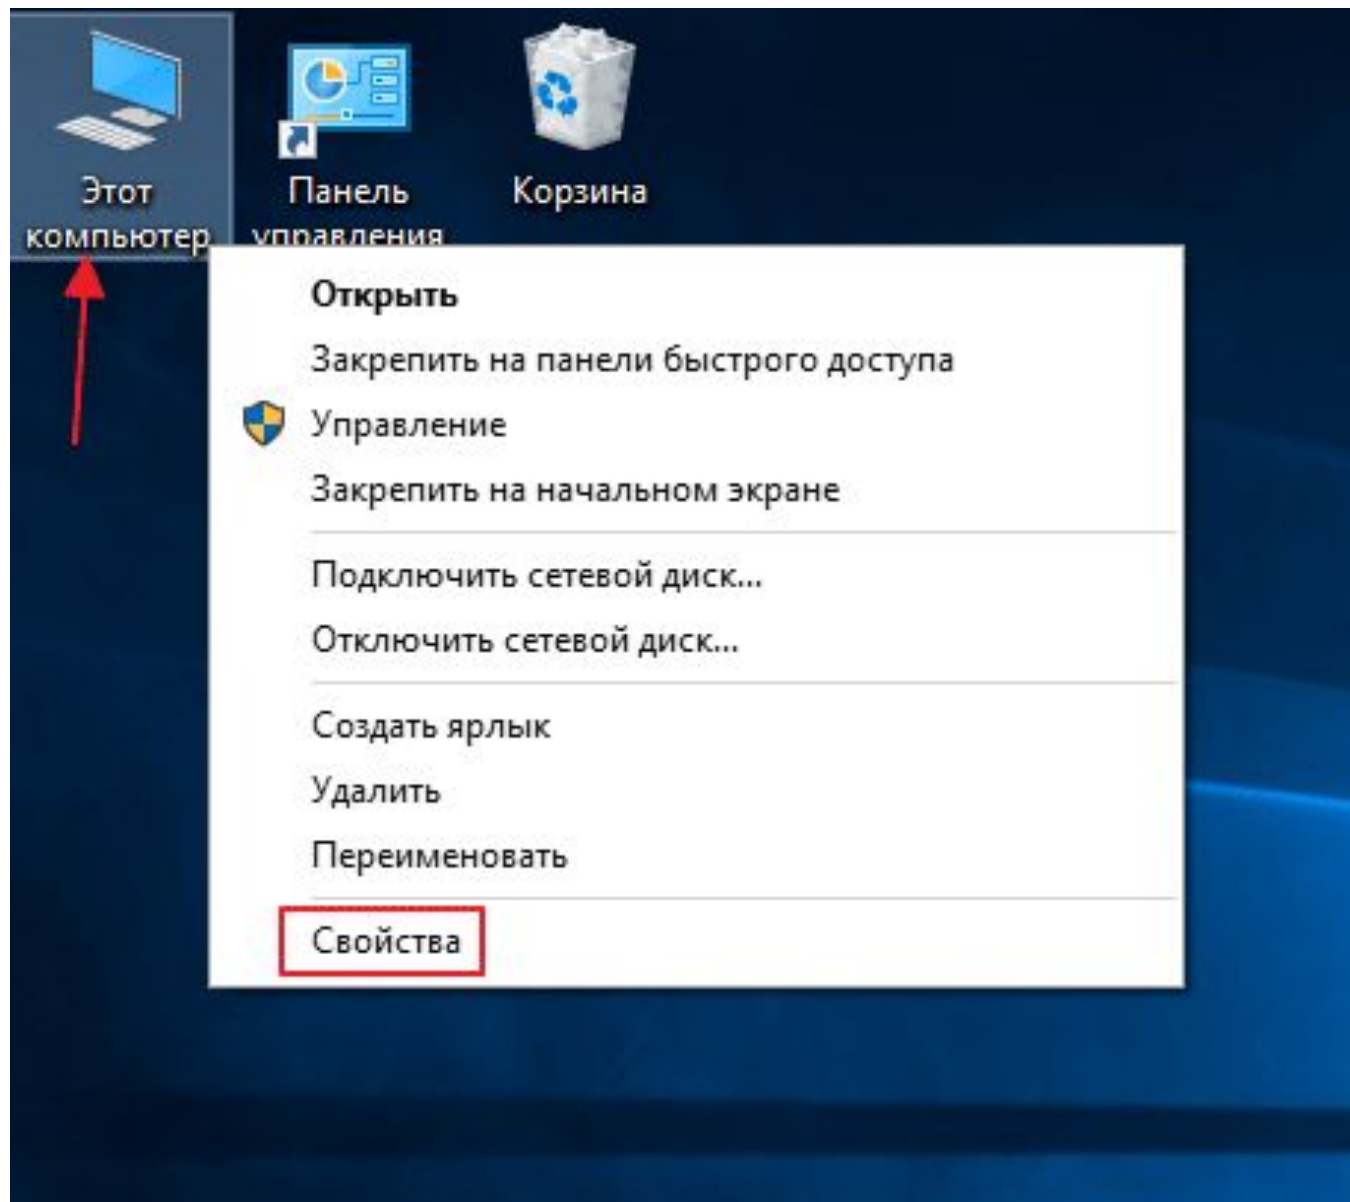 Этот
компьютер
Панель
управления
Корзина
Открыть
Закрепить на панели быстрого доступа
Управление
Закрепить на начальном экране
Подключить сетевой диск...
Отключить сетевой диск...
Создать ярлык
Удалить
Переименовать
Свойства